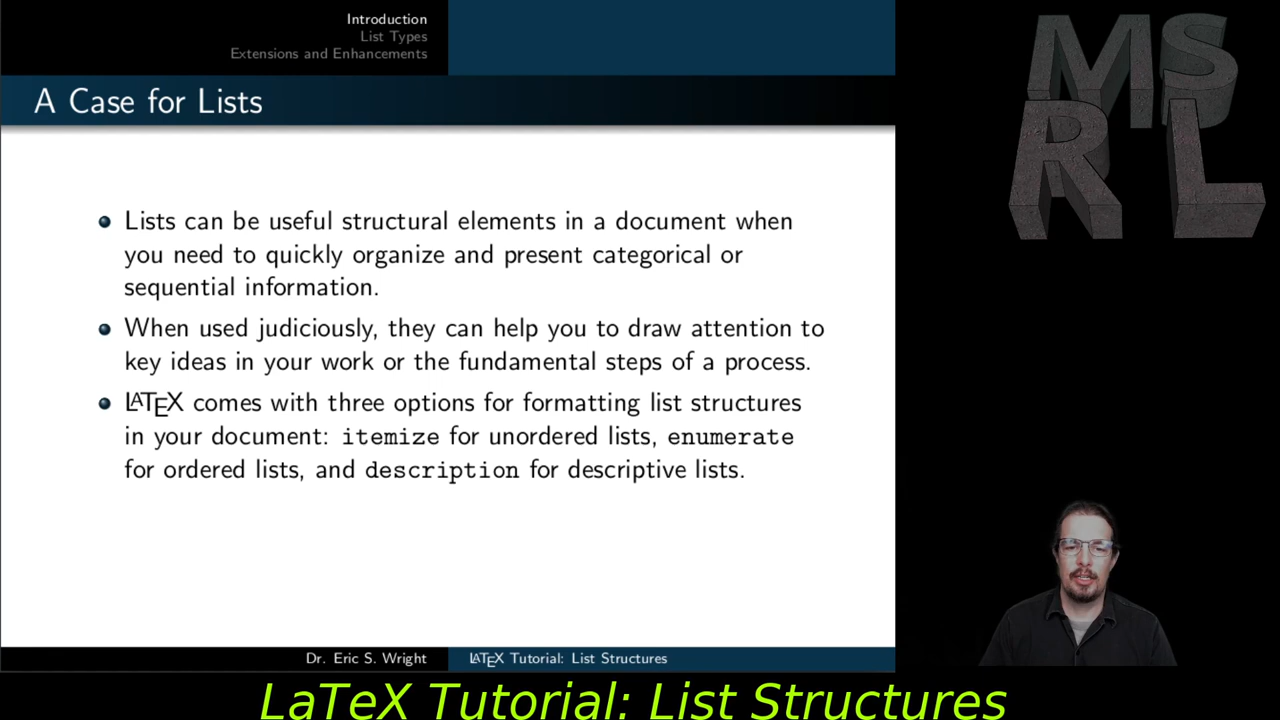 Introduction
List Types
Extensions and Enhancements
A Case for Lists
Lists can be useful structural elements in a document when
you need to quickly organize and present categorical or
sequential information.
When used judiciously, they can help you to draw attention to
key ideas in your work or the fundamental steps of a process.
LATEX comes with three options for formatting list structures
in your document: itemize for unordered lists, enumerate
for ordered lists, and description for descriptive lists.
Dr. Eric S. Wright
LATEX Tutorial: List Structures
MS
RL
LaTeX Tutorial: List Structures